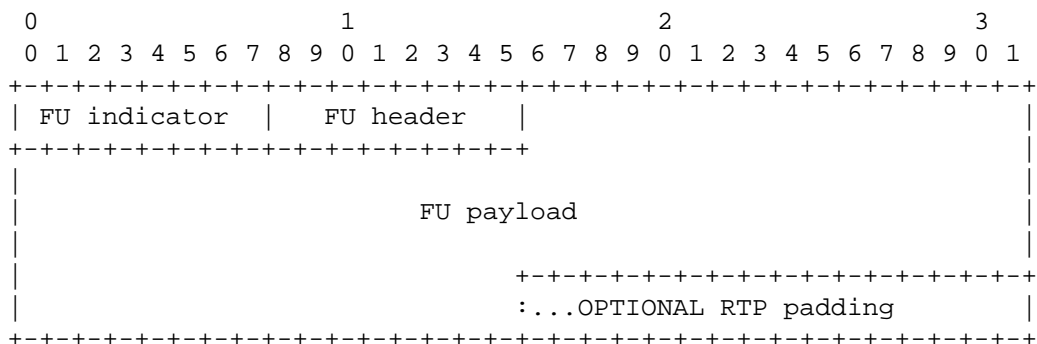 0                   1                   2                   3
 0 1 2 3 4 5 6 7 8 9 0 1 2 3 4 5 6 7 8 9 0 1 2 3 4 5 6 7 8 9 0 1
+-+-+-+-+-+-+-+-+-+-+-+-+-+-+-+-+-+-+-+-+-+-+-+-+-+-+-+-+-+-+-+-+
| FU indicator  |   FU header   |                               |
+-+-+-+-+-+-+-+-+-+-+-+-+-+-+-+-+                               |
|                                                               |
|                         FU payload                            |
|                                                               |
|                               +-+-+-+-+-+-+-+-+-+-+-+-+-+-+-+-+
|                               :...OPTIONAL RTP padding        |
+-+-+-+-+-+-+-+-+-+-+-+-+-+-+-+-+-+-+-+-+-+-+-+-+-+-+-+-+-+-+-+-+